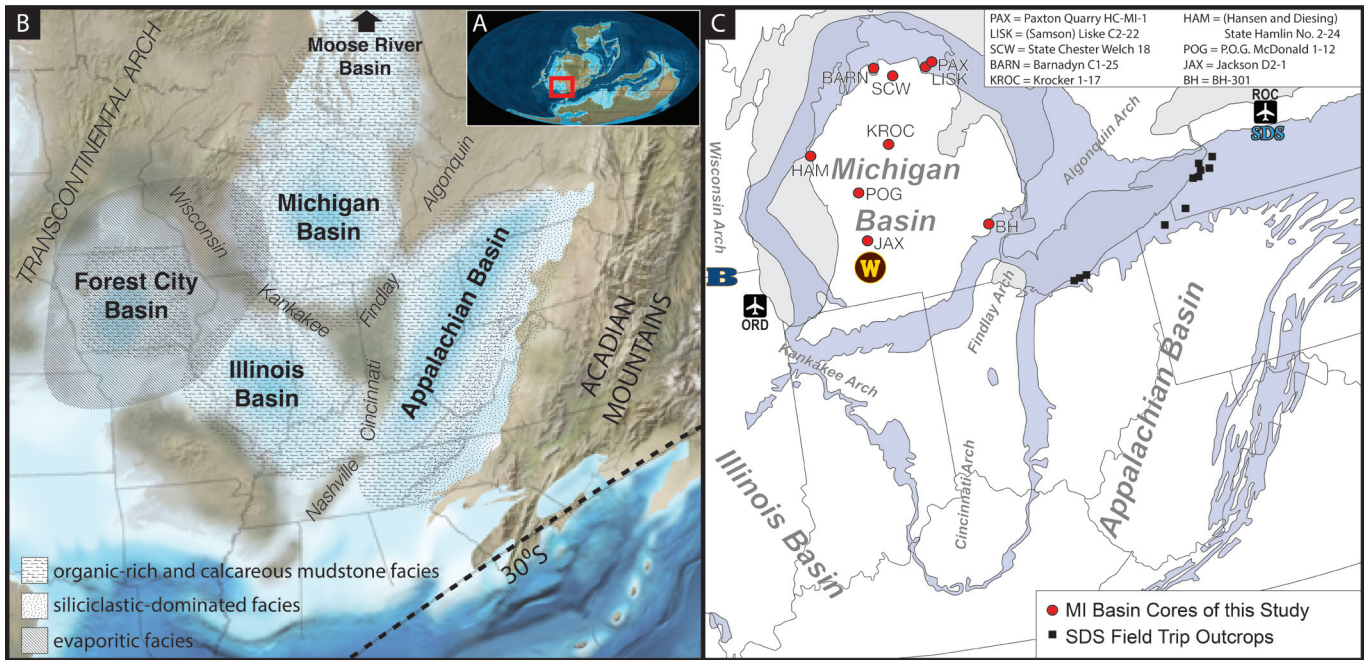 B
Moose River
Basin
TRANSCONTINENTAL ARCH
Wisconsin
Michigan
Basin
Algonquin
Forest City
Basin
Kankakee
Findlay
Appalachian Basin
Illinois
Basin
Cincinnati
Nashville
ACADIAN
MOUNTAINS
30°S
organic-rich and calcareous mudstone facies
siliciclastic-dominated facies
evaporitic facies
A
C
PAX = Paxton Quarry HC-MI-1
LISK = (Samson) Liske C2-22
SCW = State Chester Welch 18
BARN = Barnadyn C1-25
KROC = Krocker 1-17
HAM = (Hansen and Diesing)
State Hamlin No. 2-24
POG = P.O.G. McDonald 1-12
JAX = Jackson D2-1
BH = BH-301
BARN
SCW
PAX
LISK
ROC
SDS
KROC
HAM
Michigan
Basin
POG
BH
JAX
W
B
ORD
Wisconsin Arch
Algonquin Arch
Findlay Arch
Kankakee Arch
Cincinnati Arch
Illinois Basin
Appalachian Basin
MI Basin Cores of this Study
SDS Field Trip Outcrops